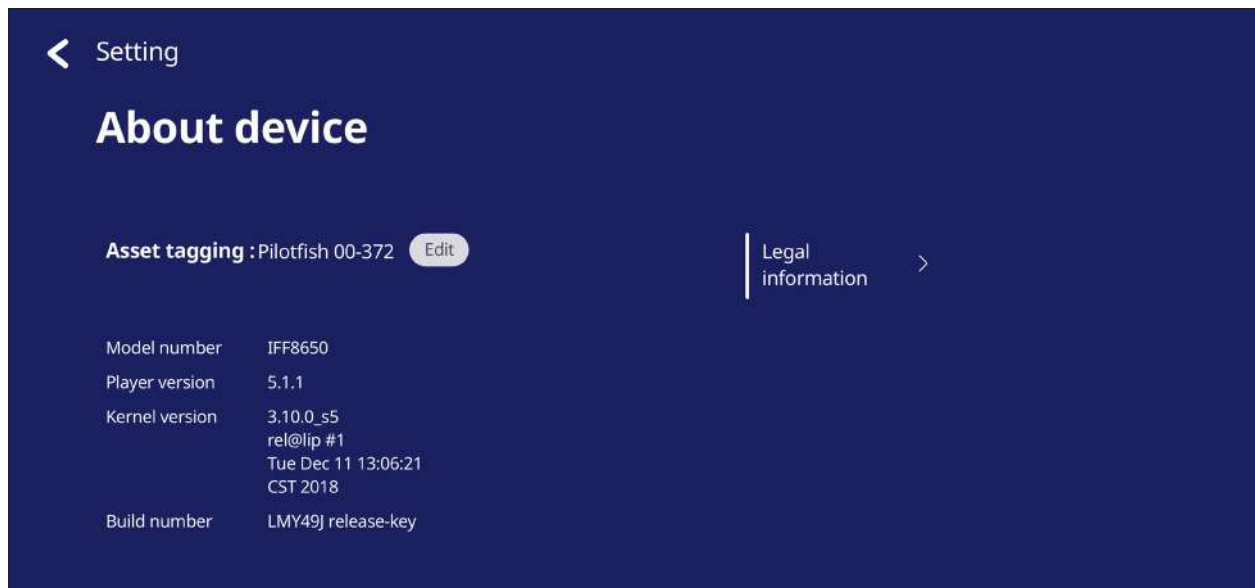 Setting
About device
Asset tagging : Pilotfish 00-372 Edit
Legal
information
Model number IFF8650
Player version 5.1.1
Kernel version 3.10.0_s5
rel@lip #1
Tue Dec 11 13:06:21
CST 2018
Build number LMY49J release-key